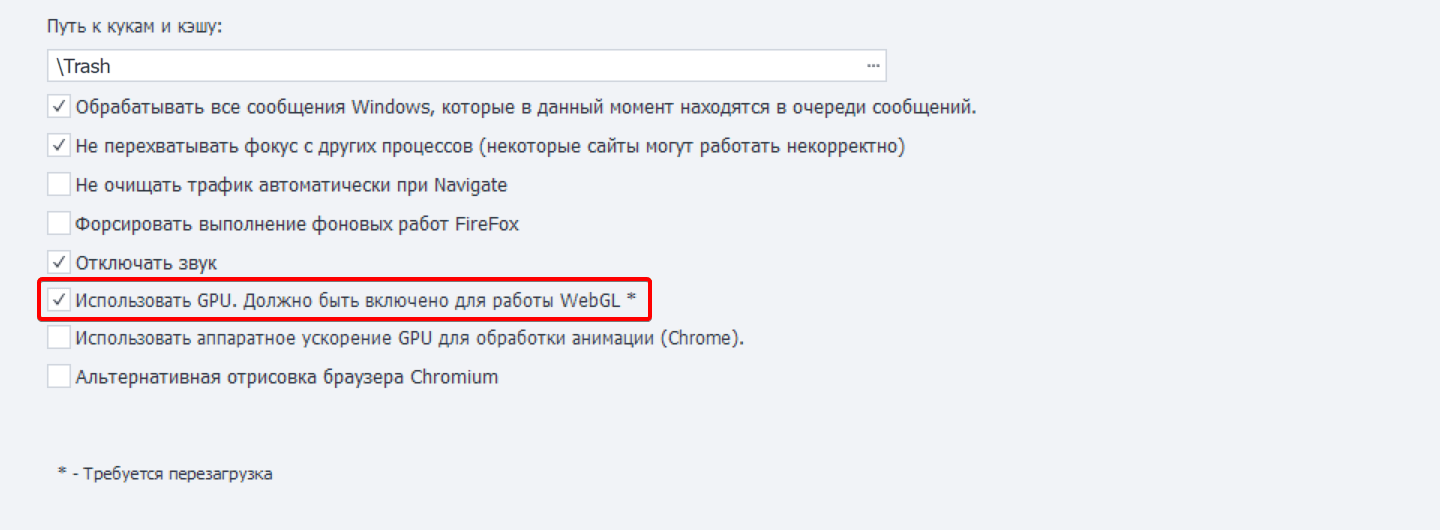 Путь к кукам и кэшу:
\Trash
Обрабатывать все сообщения Windows, которые в данный момент находятся в очереди сообщений.
Не перехватывать фокус с других процессов (некоторые сайты могут работать некорректно)
Не очищать трафик автоматически при Navigate
Форсировать выполнение фоновых работ FireFox
Отключать звук
Использовать GPU. Должно быть включено для работы WebGL *
Использовать аппаратное ускорение GPU для обработки анимации (Chrome).
Альтернативная отрисовка браузера Chromium
* - Требуется перезагрузка